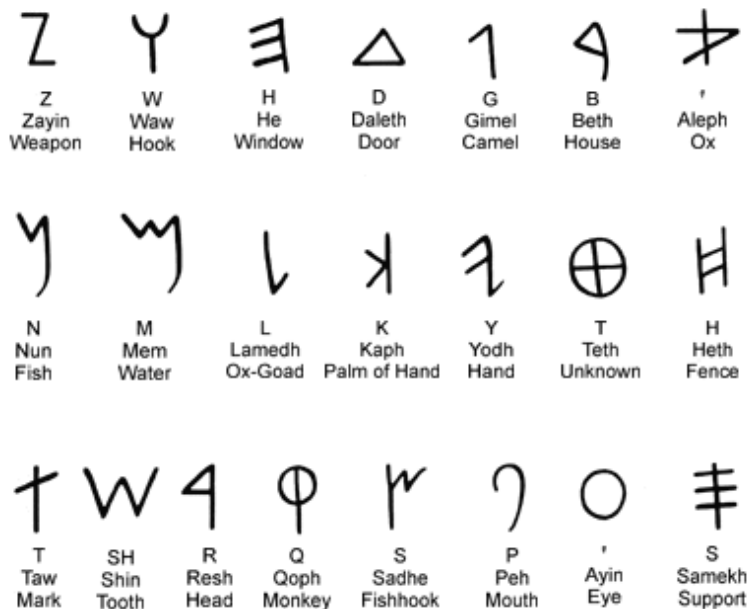 𐤀 𐤁 𐤂 𐤃 𐤄 𐤅 𐤆
Z W H D G B '
Zayin Waw He Daleth Gimel Beth Aleph
Weapon Hook Window Door Camel House Ox
𐤇 𐤈 𐤉 𐤊 𐤋 𐤌 𐤍
N M L K Y T H
Nun Mem Lamedh Kaph Yodh Teth Heth
Fish Water Ox-Goad Palm of Hand Hand Unknown Fence
𐤎 𐤏 𐤐 𐤑 𐤒 𐤓 𐤔 𐤕
T SH R Q S P ' S
Taw Shin Resh Qoph Sadhe Peh Ayin Samekh
Mark Tooth Head Monkey Fishhook Mouth Eye Support